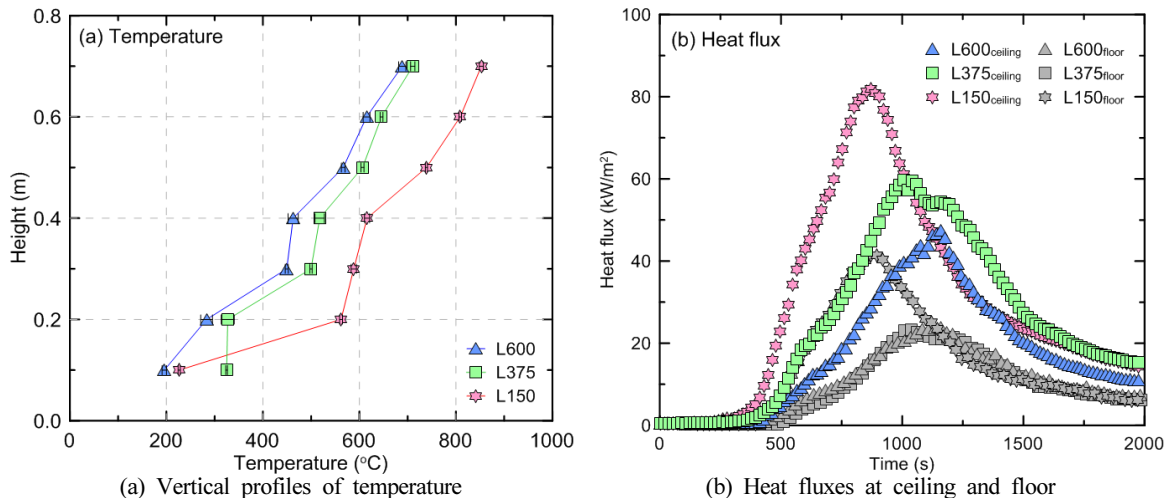 (a) Temperature
Height (m)
0.8
0.6
0.4
0.2
0.0
0
200
400
600
800
1000
Temperature (oC)
L600
L375
L150
(a) Vertical profiles of temperature
(b) Heat flux
Heat flux (kW/m2)
100
80
60
40
20
0
0
500
1000
1500
2000
Time (s)
L600ceiling
L375ceiling
L150ceiling
L600floor
L375floor
L150floor
(b) Heat fluxes at ceiling and floor